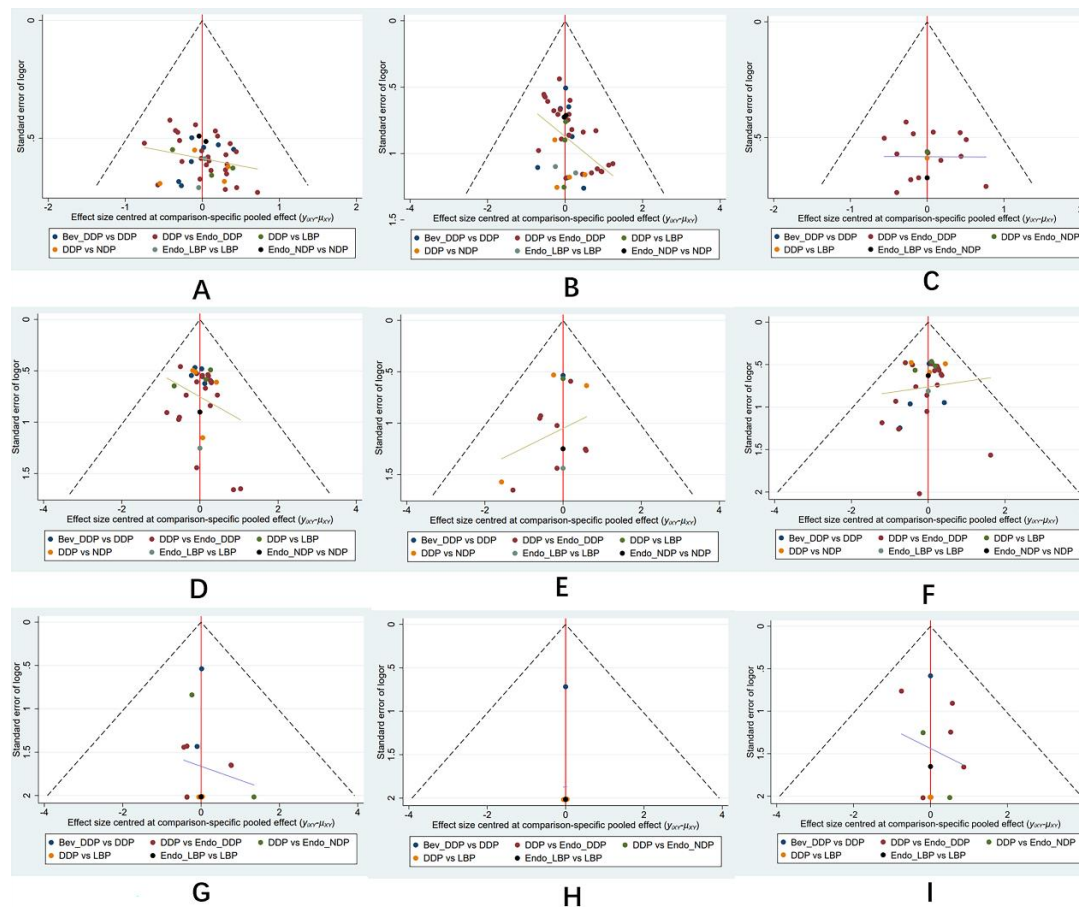 0
.5
Standard error of logor
-2
-1
0
1
2
Effect size centred at comparison-specific pooled effect (yᵢXY-μXY)
Bev_DDP vs DDP
DDP vs Endo_DDP
DDP vs LBP
DDP vs NDP
Endo_LBP vs LBP
Endo_NDP vs NDP
A
0
.5
1
1.5
Standard error of logor
-4
-2
0
2
4
Effect size centred at comparison-specific pooled effect (yᵢXY-μXY)
Bev_DDP vs DDP
DDP vs Endo_DDP
DDP vs LBP
DDP vs NDP
Endo_LBP vs LBP
Endo_NDP vs NDP
B
0
.5
Standard error of logor
-2
-1
0
1
2
Effect size centred at comparison-specific pooled effect (yᵢXY-μXY)
Bev_DDP vs DDP
DDP vs Endo_DDP
DDP vs Endo_NDP
DDP vs LBP
Endo_LBP vs Endo_NDP
C
0
.5
1
1.5
Standard error of logor
-4
-2
0
2
4
Effect size centred at comparison-specific pooled effect (yᵢXY-μXY)
Bev_DDP vs DDP
DDP vs Endo_DDP
DDP vs LBP
DDP vs NDP
Endo_LBP vs LBP
Endo_NDP vs NDP
D
0
.5
1
1.5
Standard error of logor
-4
-2
0
2
4
Effect size centred at comparison-specific pooled effect (yᵢXY-μXY)
Bev_DDP vs DDP
DDP vs Endo_DDP
DDP vs LBP
DDP vs NDP
Endo_LBP vs LBP
Endo_NDP vs NDP
E
0
.5
1
1.5
2
Standard error of logor
-4
-2
0
2
Effect size centred at comparison-specific pooled effect (yᵢXY-μXY)
Bev_DDP vs DDP
DDP vs Endo_DDP
DDP vs LBP
DDP vs NDP
Endo_LBP vs LBP
Endo_NDP vs NDP
F
0
.5
1
1.5
2
Standard error of logor
-4
-2
0
2
4
Effect size centred at comparison-specific pooled effect (yᵢXY-μXY)
Bev_DDP vs DDP
DDP vs Endo_DDP
DDP vs Endo_NDP
DDP vs LBP
Endo_LBP vs LBP
G
0
.5
1
1.5
2
Standard error of logor
-4
-2
0
2
4
Effect size centred at comparison-specific pooled effect (yᵢXY-μXY)
Bev_DDP vs DDP
DDP vs Endo_DDP
DDP vs Endo_NDP
DDP vs LBP
Endo_LBP vs LBP
H
0
.5
1
1.5
2
Standard error of logor
-4
-2
0
2
Effect size centred at comparison-specific pooled effect (yᵢXY-μXY)
Bev_DDP vs DDP
DDP vs Endo_DDP
DDP vs Endo_NDP
DDP vs LBP
Endo_LBP vs LBP
I